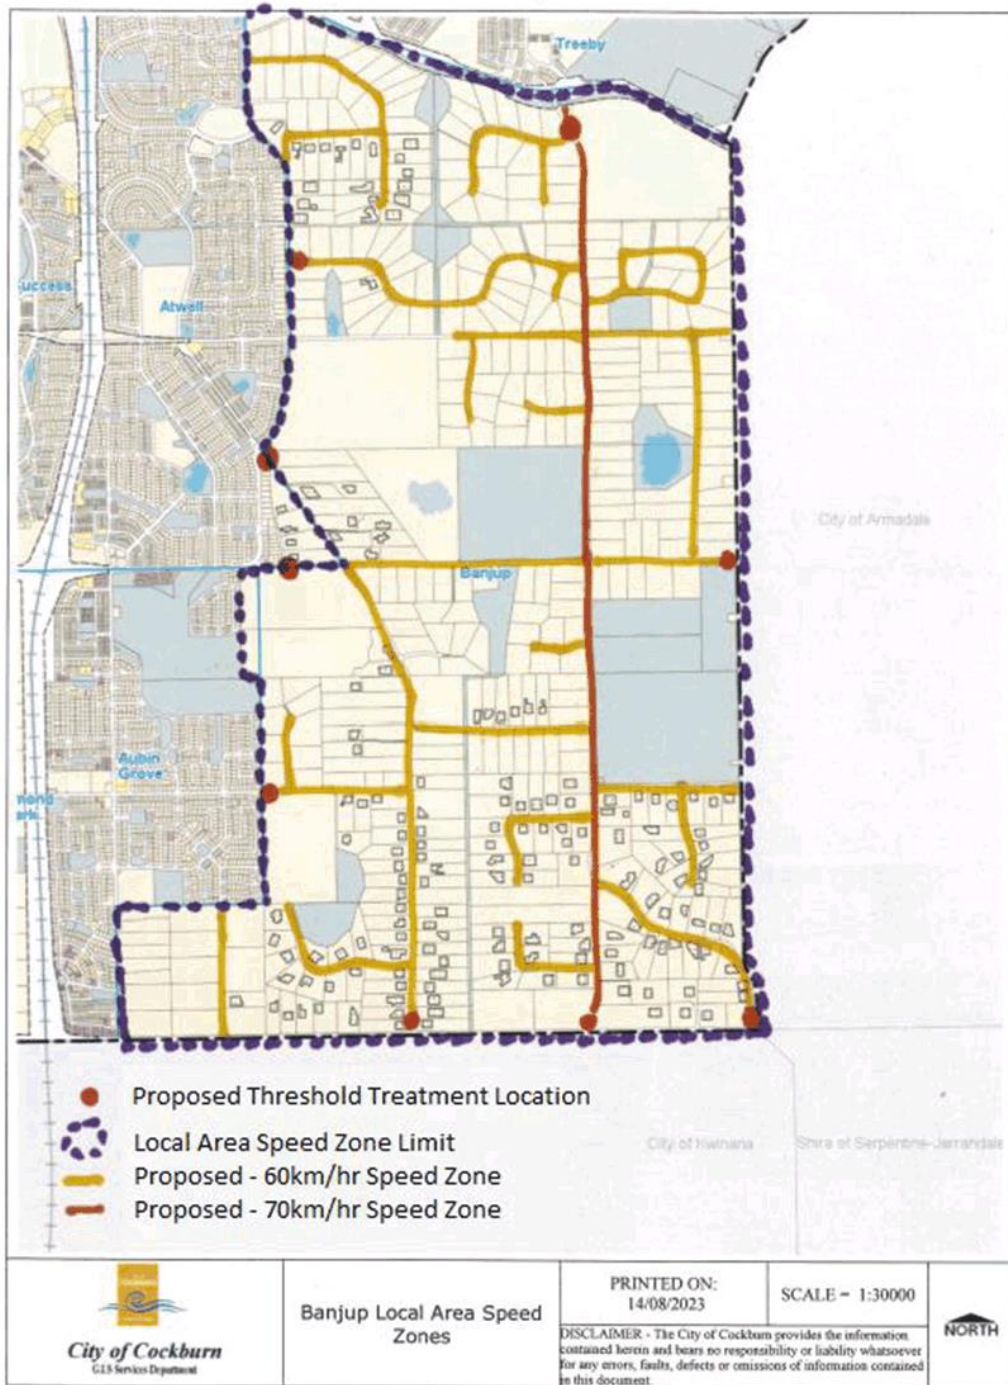 Treeby
uccess
Atwell
City of Armadale
Banjup
Aubin
Grove
mond
ark
Proposed Threshold Treatment Location
Local Area Speed Zone Limit
City of Kwinana
Shire of Serpentine-Jarrahdale
Proposed - 60km/hr Speed Zone
Proposed - 70km/hr Speed Zone
City of Cockburn
G.I.S Services Department
Banjup Local Area Speed
Zones
PRINTED ON:
14/08/2023
SCALE = 1:30000
DISCLAIMER - The City of Cockburn provides the information
contained herein and bears no responsibility or liability whatsoever
for any errors, faults, defects or omissions of information contained
in this document.
NORTH